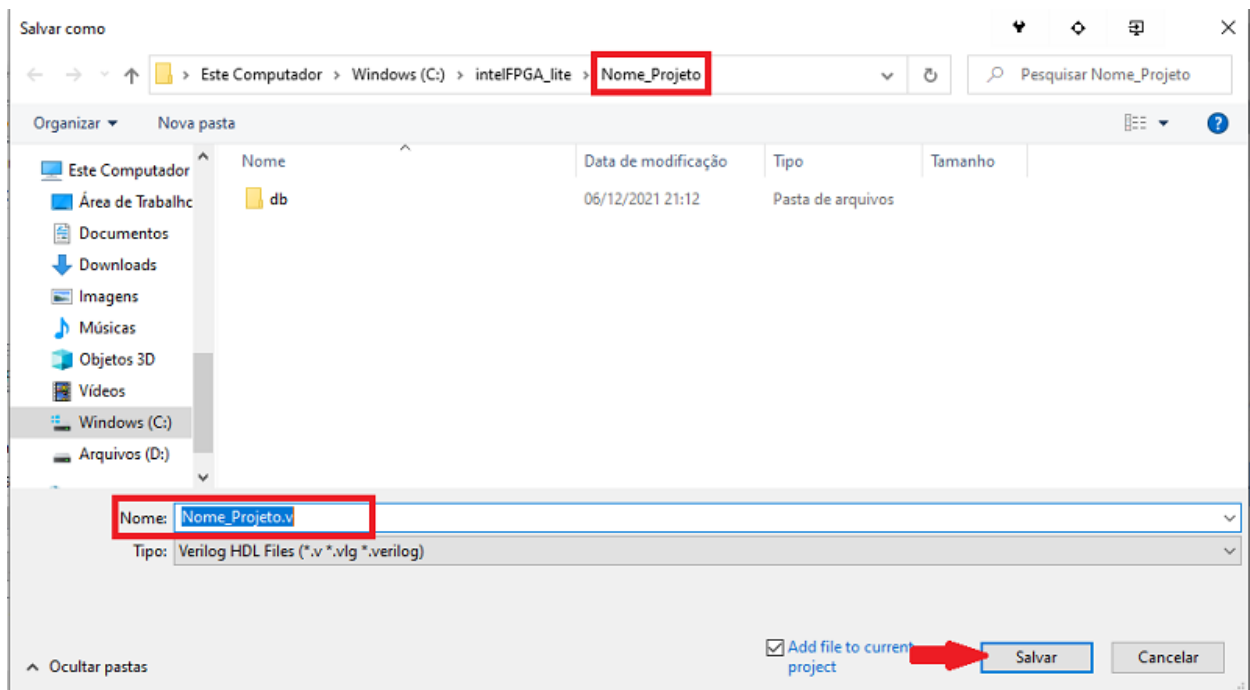 Salvar como
Este Computador > Windows (C:) > intelFPGA_lite > Nome_Projeto
Pesquisar Nome_Projeto
Organizar
Nova pasta
?
Nome
Data de modificação
Tipo
Tamanho
Este Computador
Área de Trabalho
Documentos
Downloads
Imagens
Músicas
Objetos 3D
Vídeos
Windows (C:)
Arquivos (D:)
db
06/12/2021 21:12
Pasta de arquivos
Nome: Nome_Projeto.v
Tipo: Verilog HDL Files (*.v *.vlg *.verilog)
Ocultar pastas
Add file to current
project
Salvar
Cancelar